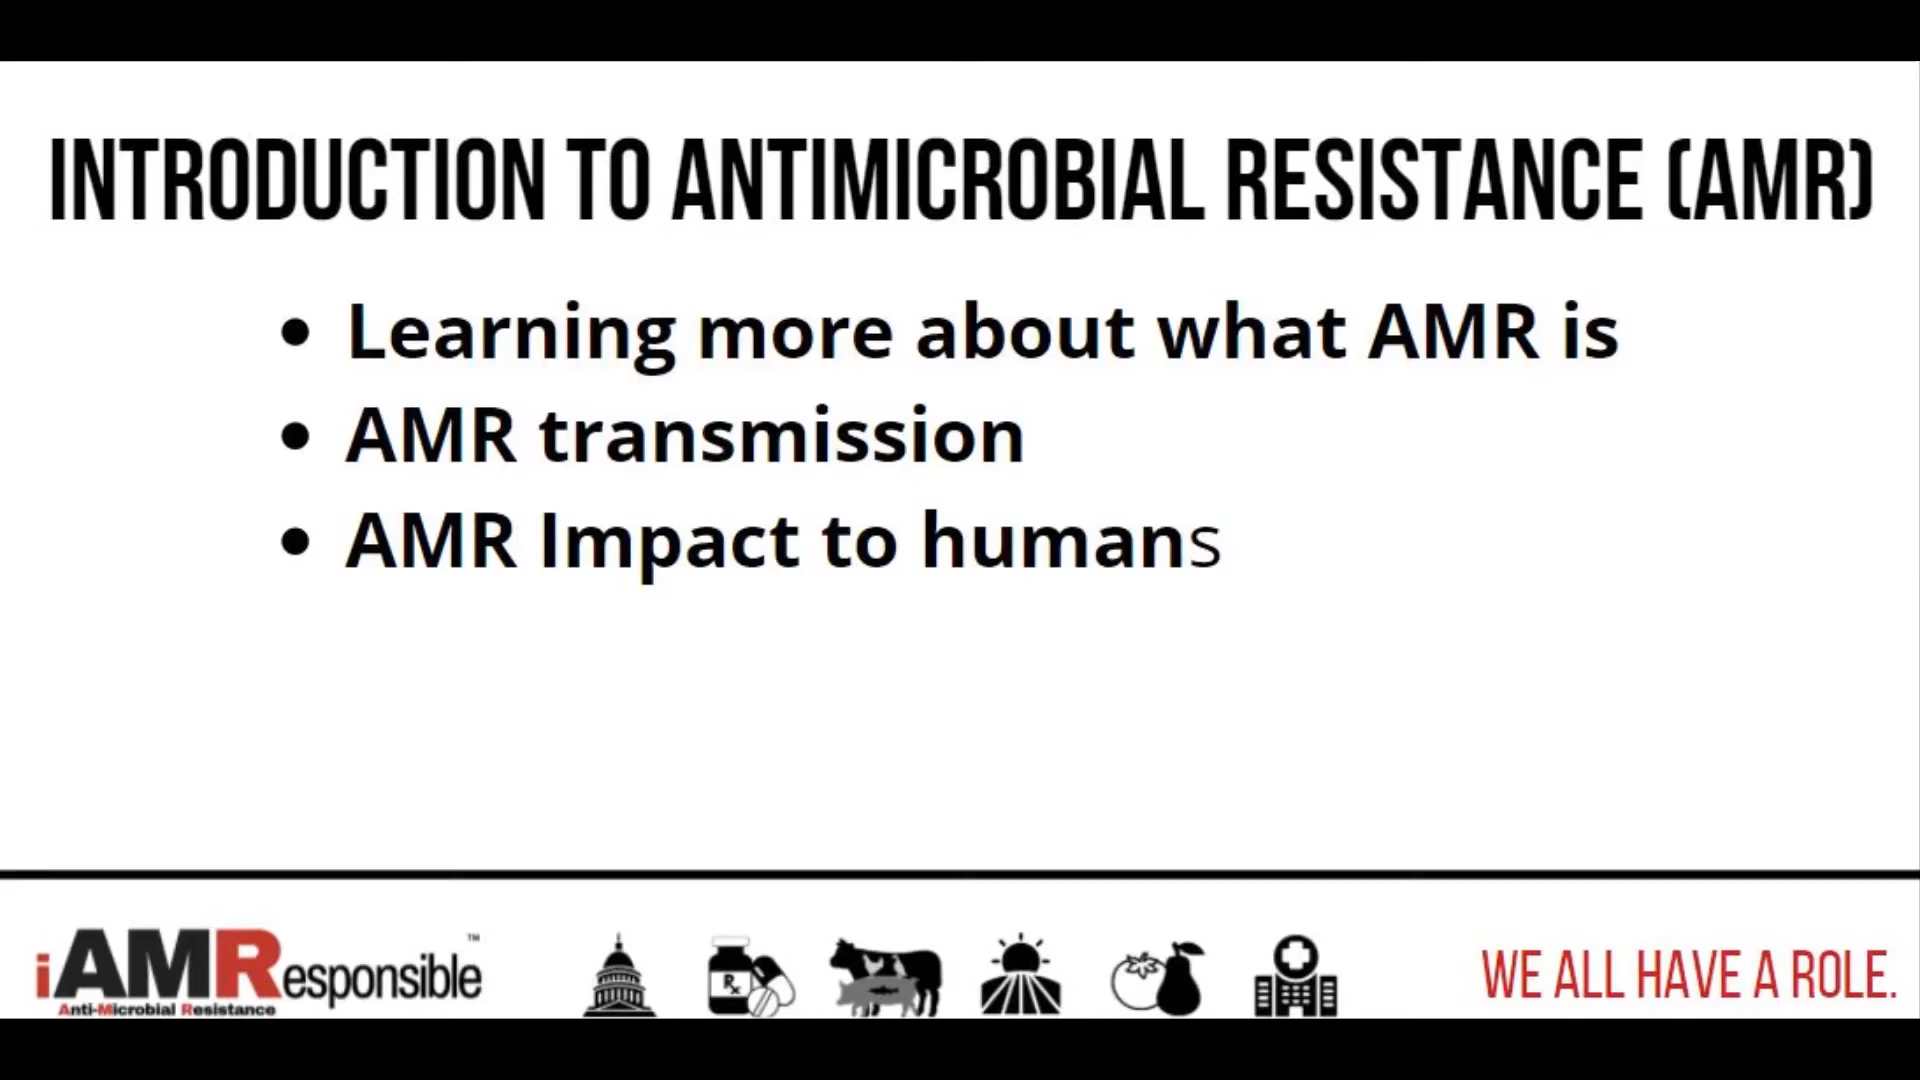 INTRODUCTION TO ANTIMICROBIAL RESISTANCE (AMR)
• Learning more about what AMR is
• AMR transmission
• AMR Impact to humans
iAMResponsible™
Anti-Microbial Resistance
Rx
WE ALL HAVE A ROLE.